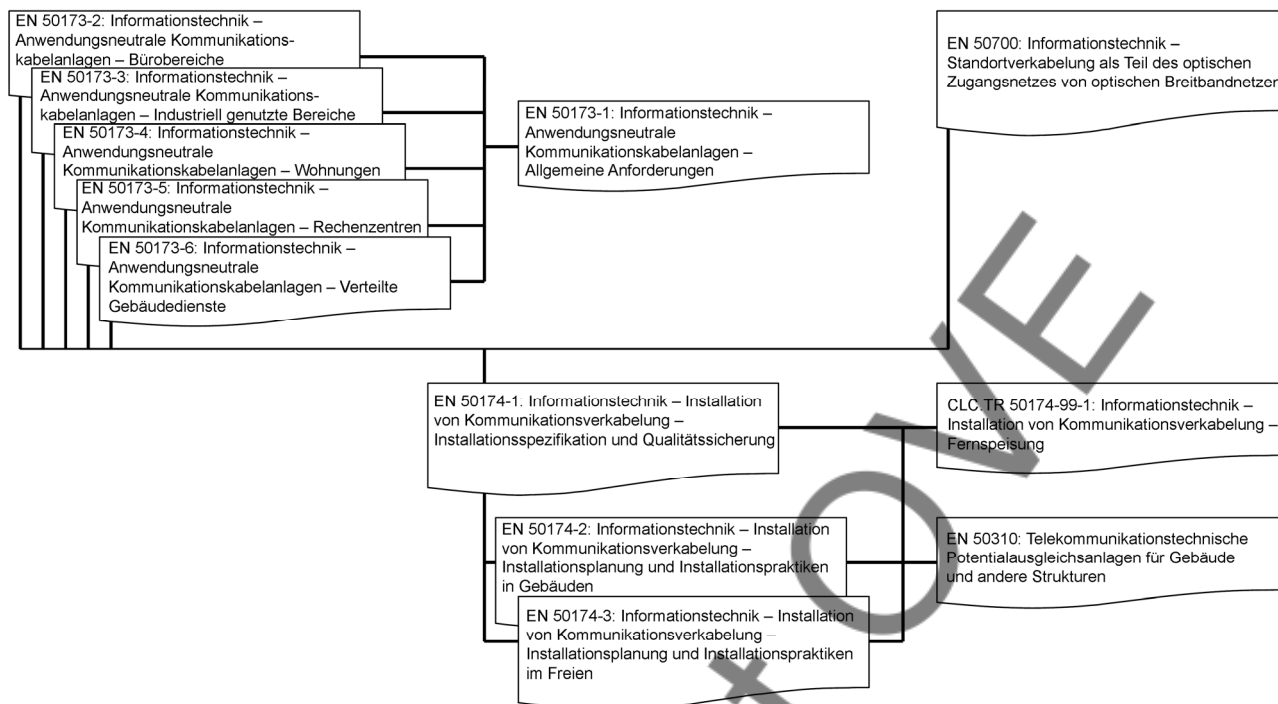 EN 50173-2: Informationstechnik –
Anwendungsneutrale Kommunikations-
kabelanlagen – Bürobereiche
EN 50173-3: Informationstechnik –
Anwendungsneutrale Kommunikations-
kabelanlagen – Industriell genutzte Bereiche
EN 50173-4: Informationstechnik –
Anwendungsneutrale
Kommunikationskabelanlagen – Wohnungen
EN 50173-5: Informationstechnik –
Anwendungsneutrale
Kommunikationskabelanlagen – Rechenzentren
EN 50173-6: Informationstechnik –
Anwendungsneutrale
Kommunikationskabelanlagen – Verteilte
Gebäudedienste
EN 50173-1: Informationstechnik –
Anwendungsneutrale
Kommunikationskabelanlagen –
Allgemeine Anforderungen
EN 50700: Informationstechnik –
Standortverkabelung als Teil des optischen
Zugangsnetzes von optischen Breitbandnetzen
EN 50174-1: Informationstechnik – Installation
von Kommunikationsverkabelung –
Installationsspezifikation und Qualitätssicherung
CLC TR 50174-99-1: Informationstechnik –
Installation von Kommunikationsverkabelung –
Fernspeisung
EN 50174-2: Informationstechnik – Installation
von Kommunikationsverkabelung –
Installationsplanung und Installationspraktiken
in Gebäuden
EN 50310: Telekommunikationstechnische
Potentialausgleichsanlagen für Gebäude
und andere Strukturen
EN 50174-3: Informationstechnik – Installation
von Kommunikationsverkabelung –
Installationsplanung und Installationspraktiken
im Freien
t OVE